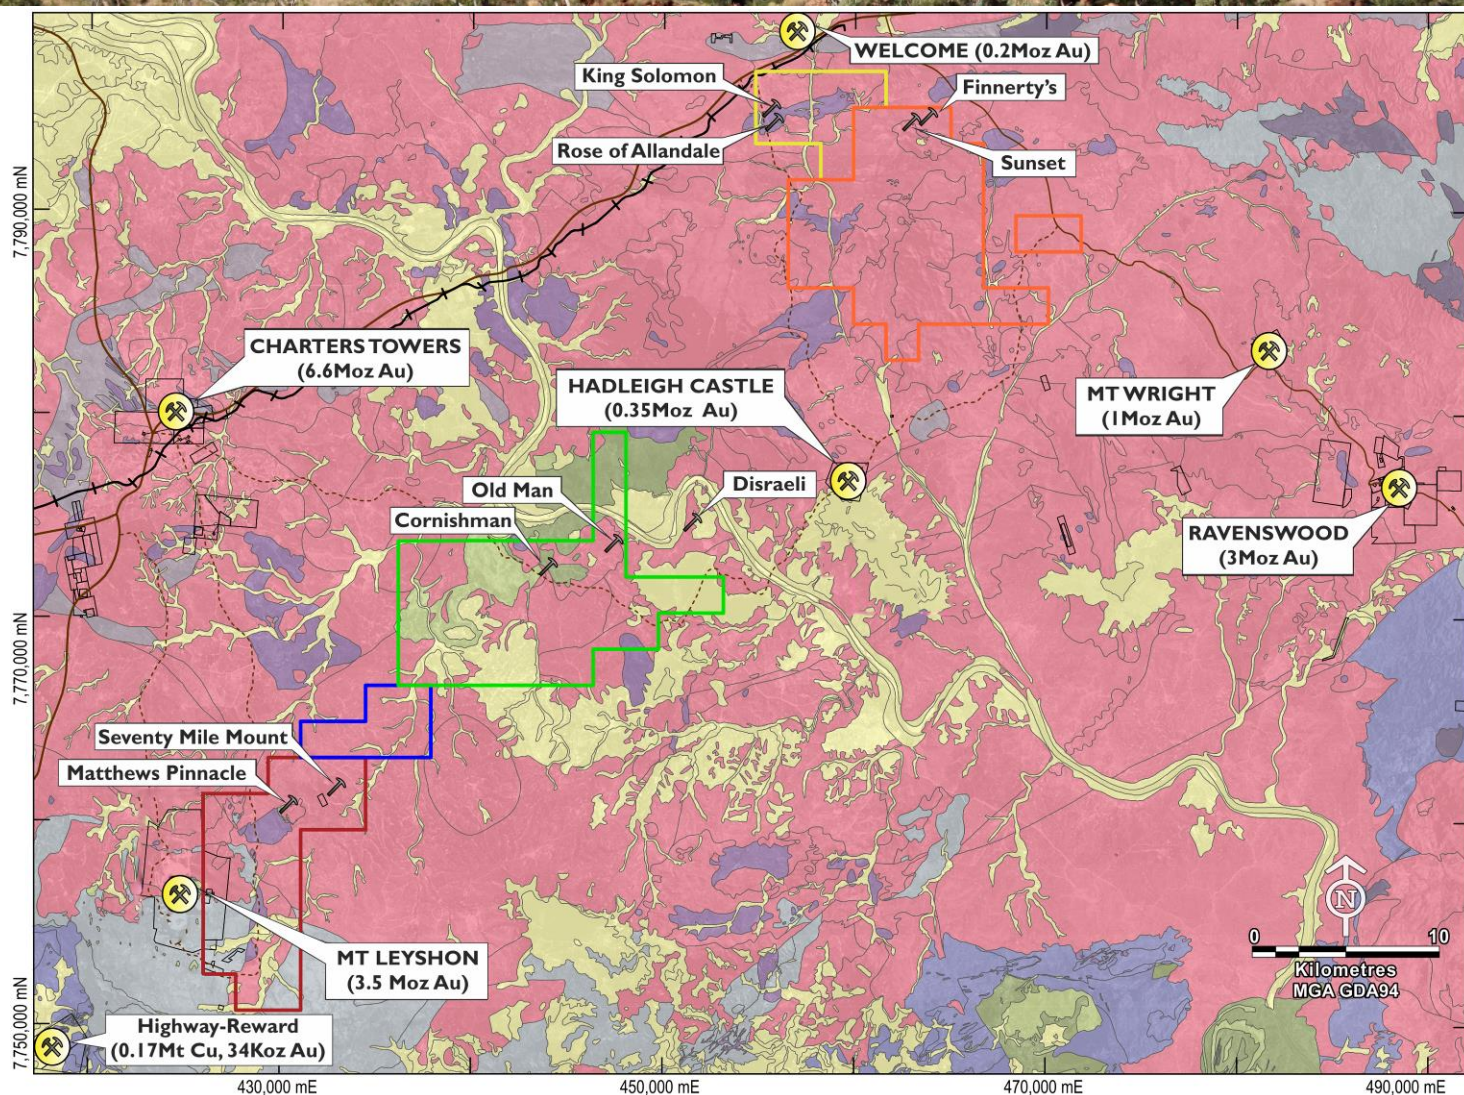 WELCOME (0.2Moz Au)
King Solomon
Finnerty's
Rose of Allandale
Sunset
7,790,000 mN
CHARTERS TOWERS
(6.6Moz Au)
HADLEIGH CASTLE
(0.35Moz Au)
MT WRIGHT
(1Moz Au)
Old Man
Disraeli
Cornishman
RAVENSWOOD
(3Moz Au)
7,770,000 mN
Seventy Mile Mount
Matthews Pinnacle
N
0 10
Kilometres
MGA GDA94
MT LEYSHON
(3.5 Moz Au)
7,750,000 mN
Highway-Reward
(0.17Mt Cu, 34Koz Au)
430,000 mE
450,000 mE
470,000 mE
490,000 mE